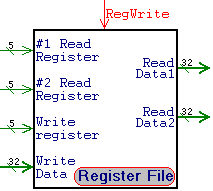 RegWrite
5
#1 Read
Register
5
#2 Read
Register
5
Write
register
32
Write
Data
Read
Data1
32
Read
Data2
32
Register File